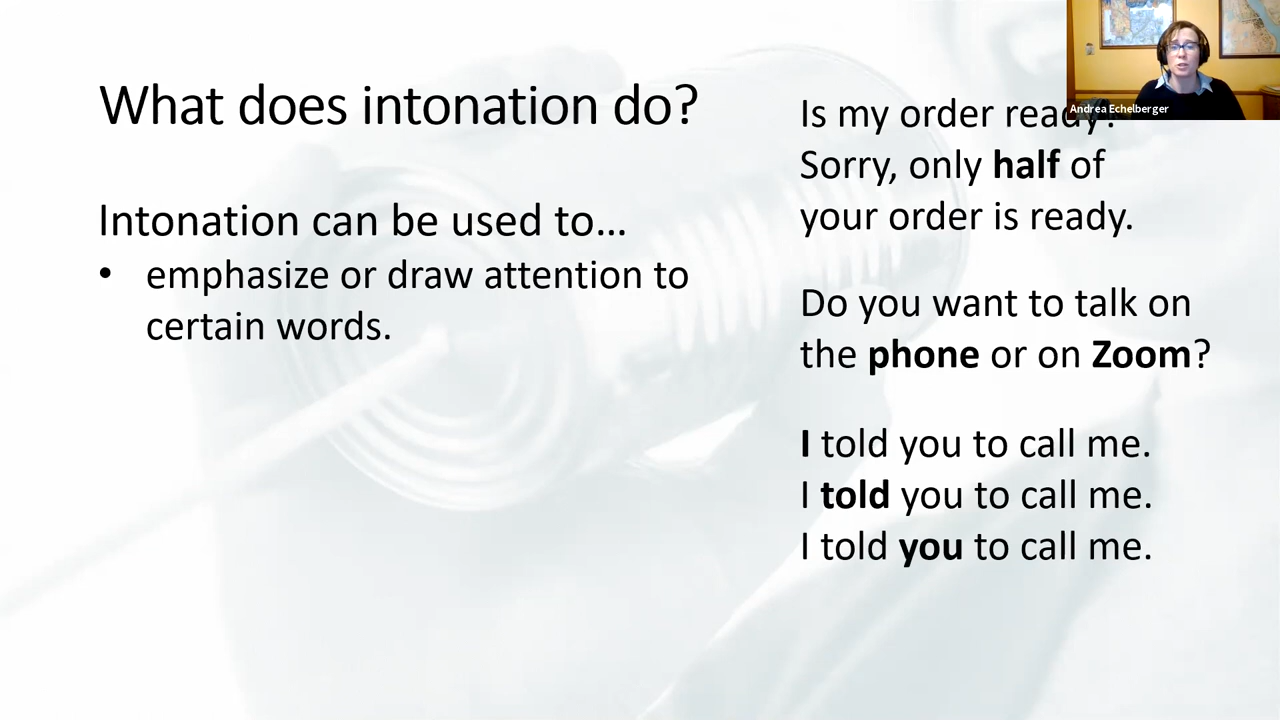 What does intonation do?
Intonation can be used to…
• emphasize or draw attention to
certain words.
Is my order ready?
Sorry, only half of
your order is ready.
Do you want to talk on
the phone or on Zoom?
I told you to call me.
I told you to call me.
I told you to call me.
Andrea Echelberger